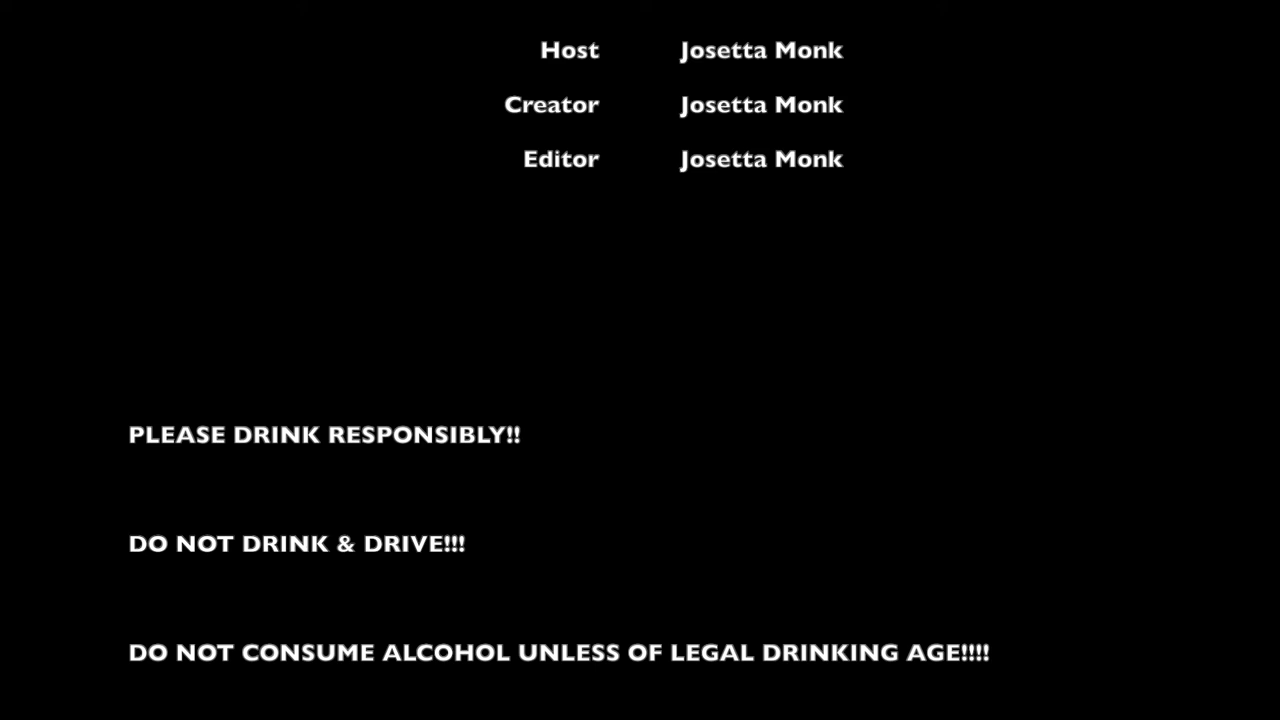 Host Josetta Monk
Creator Josetta Monk
Editor Josetta Monk
PLEASE DRINK RESPONSIBLY!!
DO NOT DRINK & DRIVE!!!
DO NOT CONSUME ALCOHOL UNLESS OF LEGAL DRINKING AGE!!!!